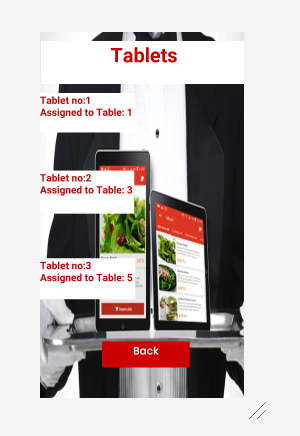 Tablets
Tablet no:1
Assigned to Table: 1
Tablet no:2
Assigned to Table: 3
Tablet no:3
Assigned to Table: 5
Back